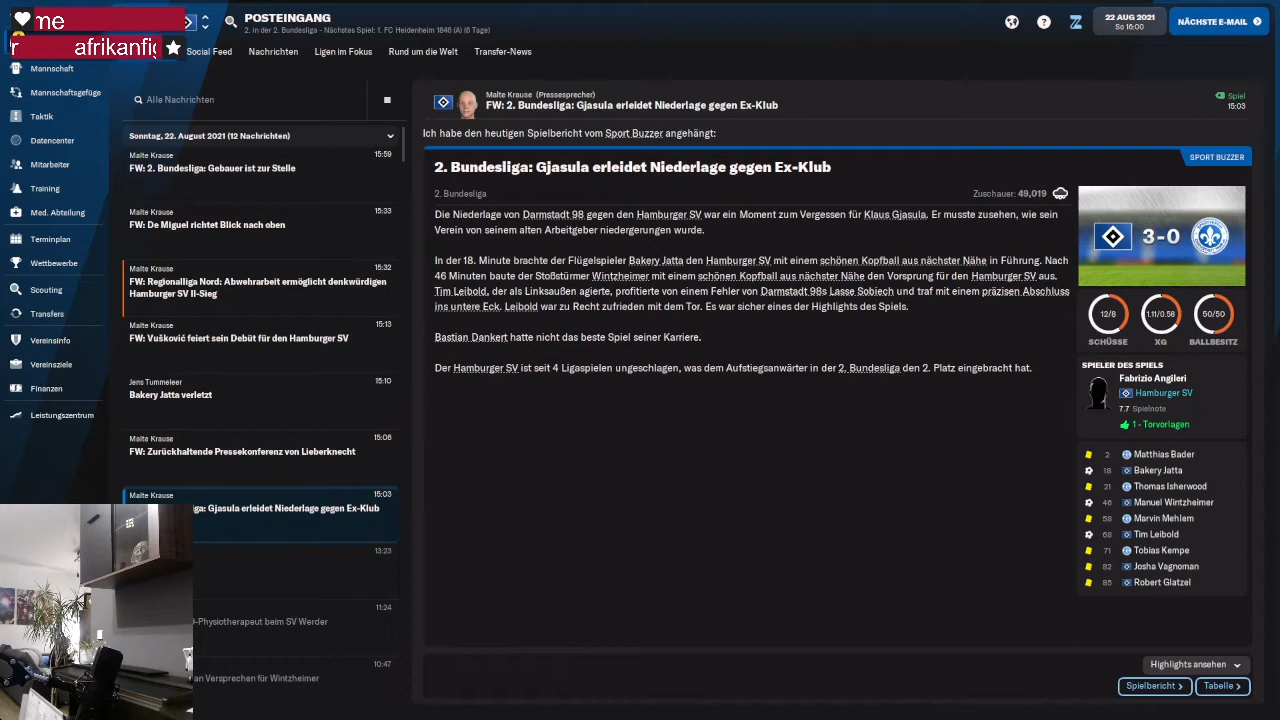 me
r afrikanfi
POSTEINGANG
2. in der 2. Bundesliga - Nächstes Spiel: 1. FC Heidenheim 1846 (A) (6 Tage)
22 AUG 2021
So 16:00
NÄCHSTE E-MAIL
Social Feed
Nachrichten
Ligen im Fokus
Rund um die Welt
Transfer-News
Mannschaft
Mannschaftsgefüge
Taktik
Datencenter
Mitarbeiter
Training
Med. Abteilung
Terminplan
Wettbewerbe
Scouting
Transfers
Vereinsinfo
Vereinsziele
Finanzen
Leistungszentrum
Alle Nachrichten
Sonntag, 22. August 2021 (12 Nachrichten)
Malte Krause 15:59
FW: 2. Bundesliga: Gebauer ist zur Stelle
Malte Krause 15:33
FW: De Miguel richtet Blick nach oben
Malte Krause 15:32
FW: Regionalliga Nord: Abwehrarbeit ermöglicht denkwürdigen
Hamburger SV II-Sieg
Malte Krause 15:13
FW: Vušković feiert sein Debüt für den Hamburger SV
Jens Tummeleer 15:10
Bakery Jatta verletzt
Malte Krause 15:06
FW: Zurückhaltende Pressekonferenz von Lieberknecht
Malte Krause 15:03
iga: Gjasula erleidet Niederlage gegen Ex-Klub
13:23
11:24
-Physiotherapeut beim SV Werder
10:47
an Versprechen für Wintzheimer
Malte Krause (Pressesprecher)
FW: 2. Bundesliga: Gjasula erleidet Niederlage gegen Ex-Klub
Spiel
15:03
Ich habe den heutigen Spielbericht vom Sport Buzzer angehängt:
SPORT BUZZER
2. Bundesliga: Gjasula erleidet Niederlage gegen Ex-Klub
2. Bundesliga
Zuschauer: 49,019
Die Niederlage von Darmstadt 98 gegen den Hamburger SV war ein Moment zum Vergessen für Klaus Gjasula. Er musste zusehen, wie sein
Verein von seinem alten Arbeitgeber niedergerungen wurde.
In der 18. Minute brachte der Flügelspieler Bakery Jatta den Hamburger SV mit einem schönen Kopfball aus nächster Nähe in Führung. Nach
46 Minuten baute der Stoßstürmer Wintzheimer mit einem schönen Kopfball aus nächster Nähe den Vorsprung für den Hamburger SV aus.
Tim Leibold, der als Linksaußen agierte, profitierte von einem Fehler von Darmstadt 98s Lasse Sobiech und traf mit einem präzisen Abschluss
ins untere Eck. Leibold war zu Recht zufrieden mit dem Tor. Es war sicher eines der Highlights des Spiels.
Bastian Dankert hatte nicht das beste Spiel seiner Karriere.
Der Hamburger SV ist seit 4 Ligaspielen ungeschlagen, was dem Aufstiegsanwärter in der 2. Bundesliga den 2. Platz eingebracht hat.
3-0
12/8
1.11/0.58
50/50
SCHÜSSE
XG
BALLBESITZ
SPIELER DES SPIELS
Fabrizio Angileri
Hamburger SV
7.7 Spielnote
1 - Torvorlagen
2 Matthias Bader
18 Bakery Jatta
21 Thomas Isherwood
46 Manuel Wintzheimer
58 Marvin Mehlem
68 Tim Leibold
71 Tobias Kempe
82 Josha Vagnoman
85 Robert Glatzel
Highlights ansehen
Spielbericht
Tabelle